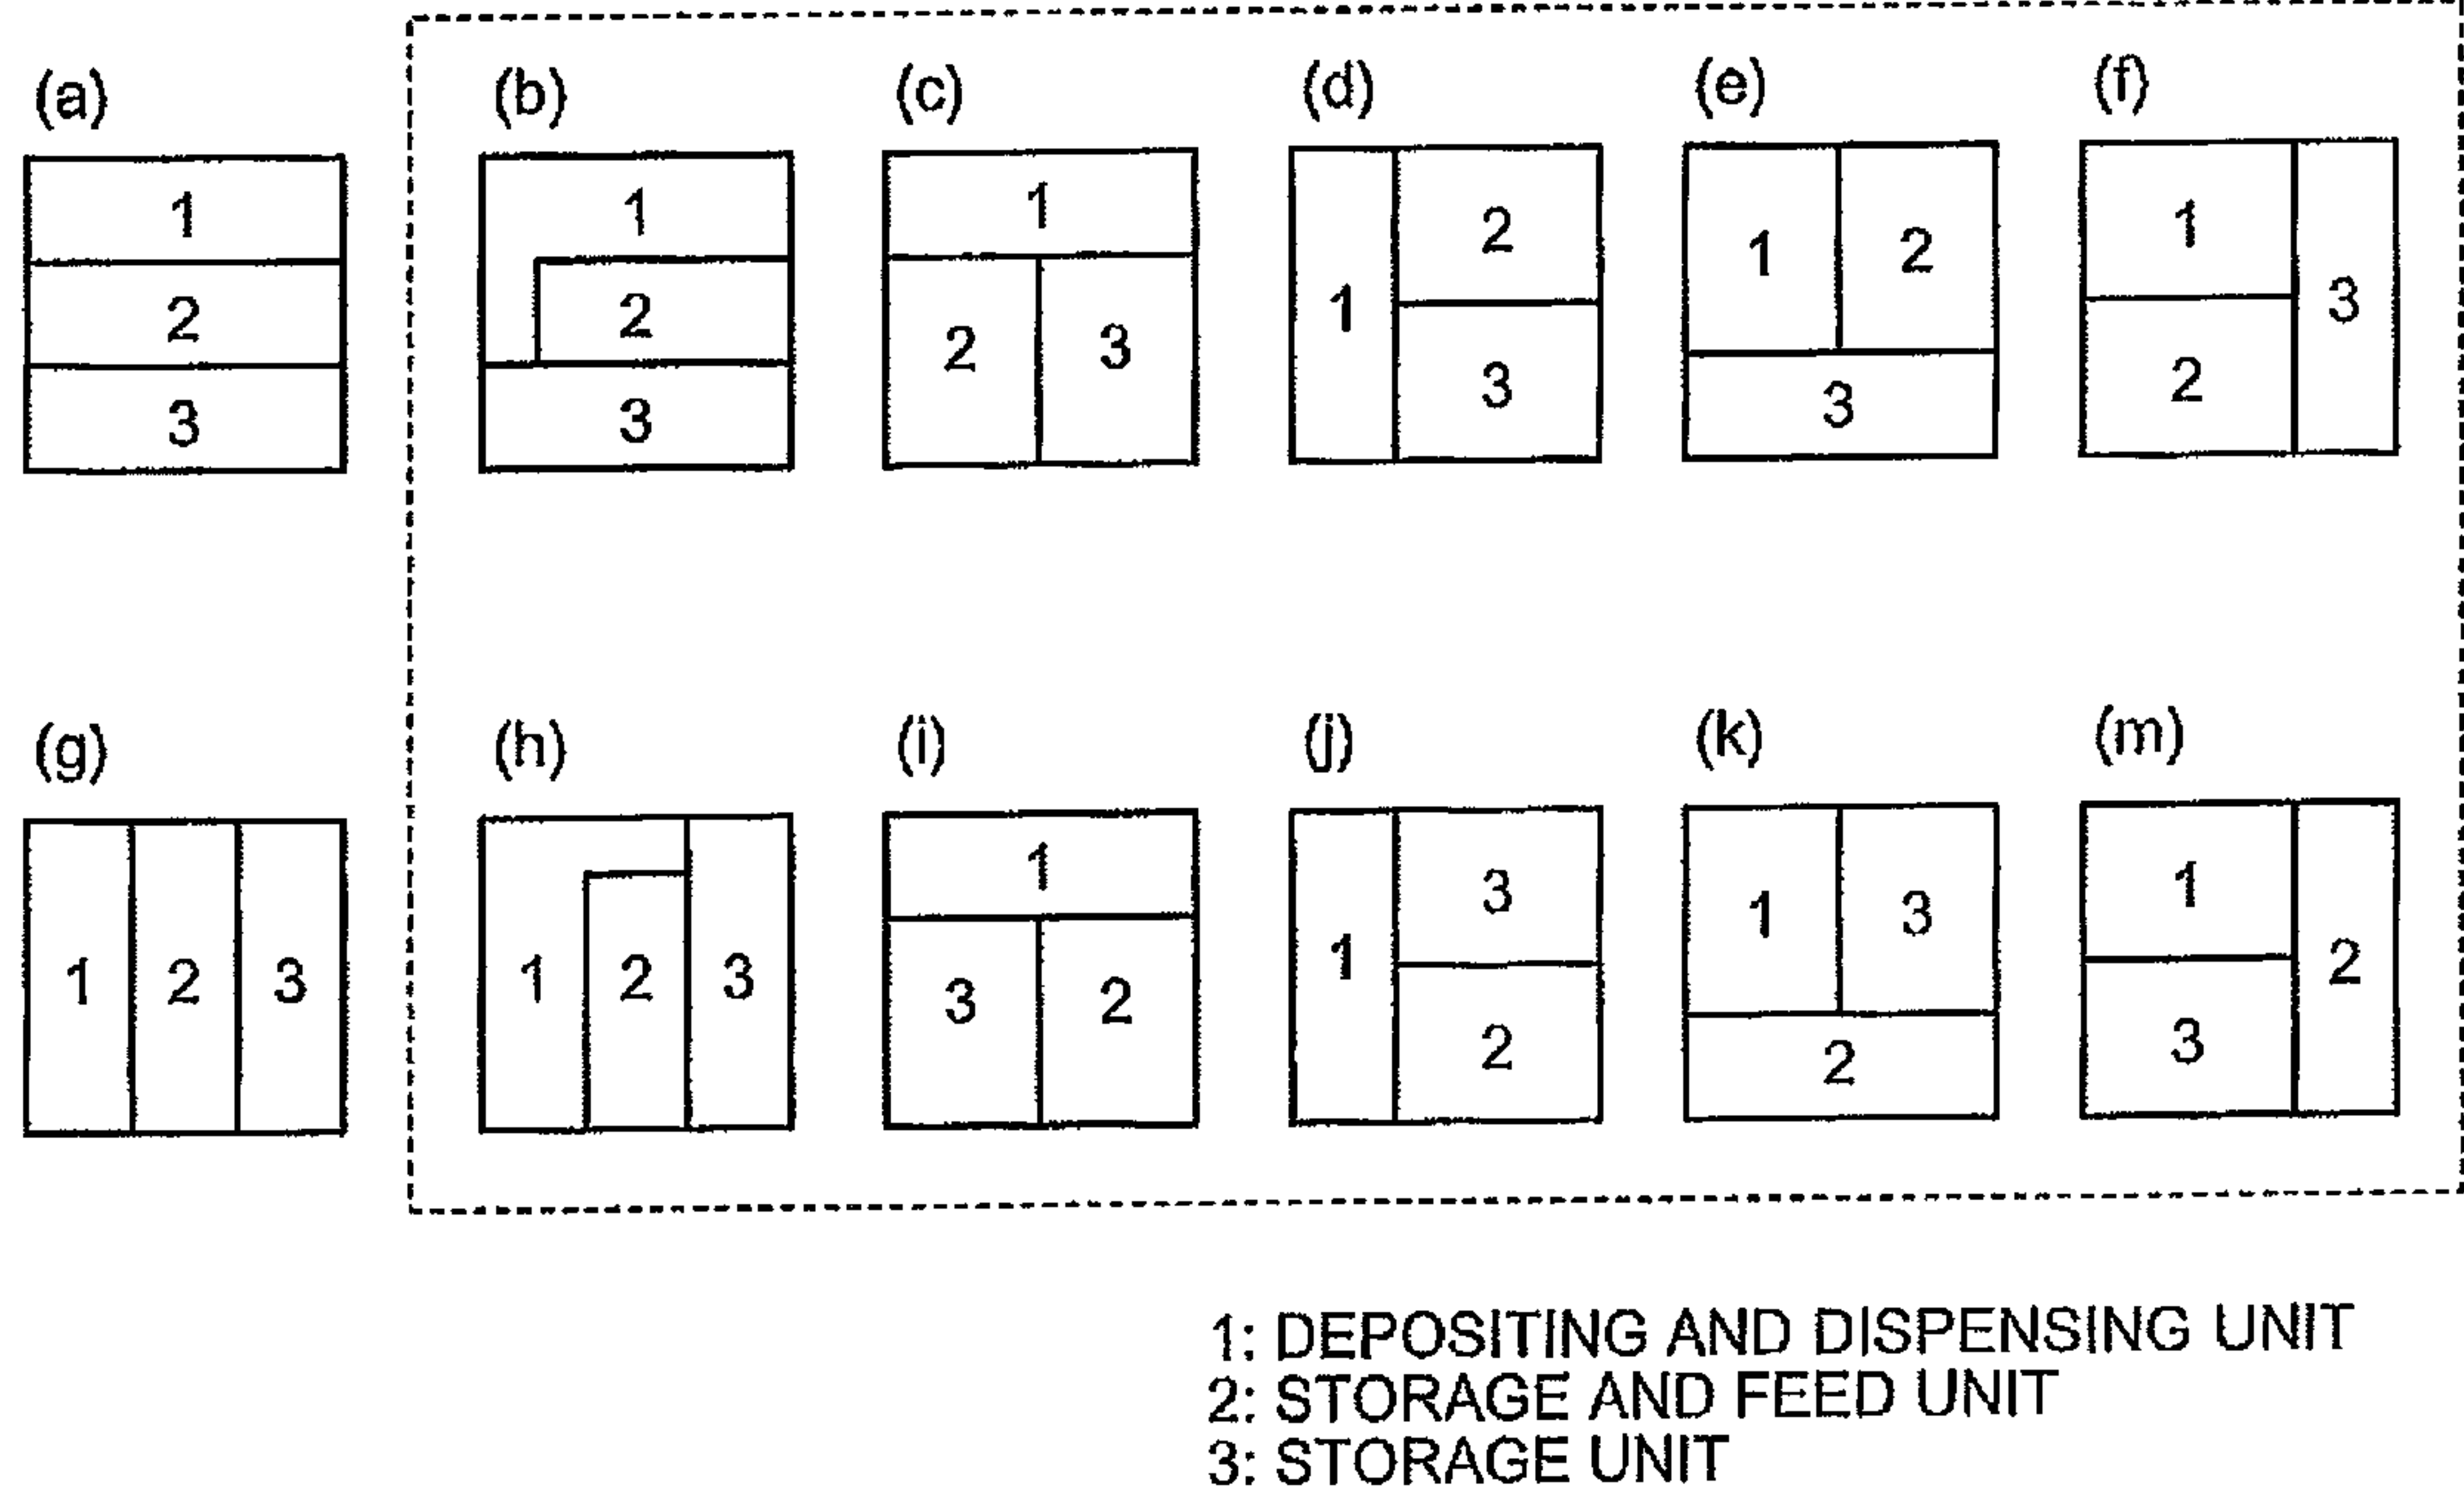 (a) (b) (c) (d) (e) (f)
1 1 1 1 2 1 2 1 3
2 2 2 3 3 2
3 3 3
(g) (h) (i) (j) (k) (m)
1 2 3 1 2 3 1 1 3 1 3 1 2
3 2 2 2 3
1: DEPOSITING AND DISPENSING UNIT
2: STORAGE AND FEED UNIT
3: STORAGE UNIT